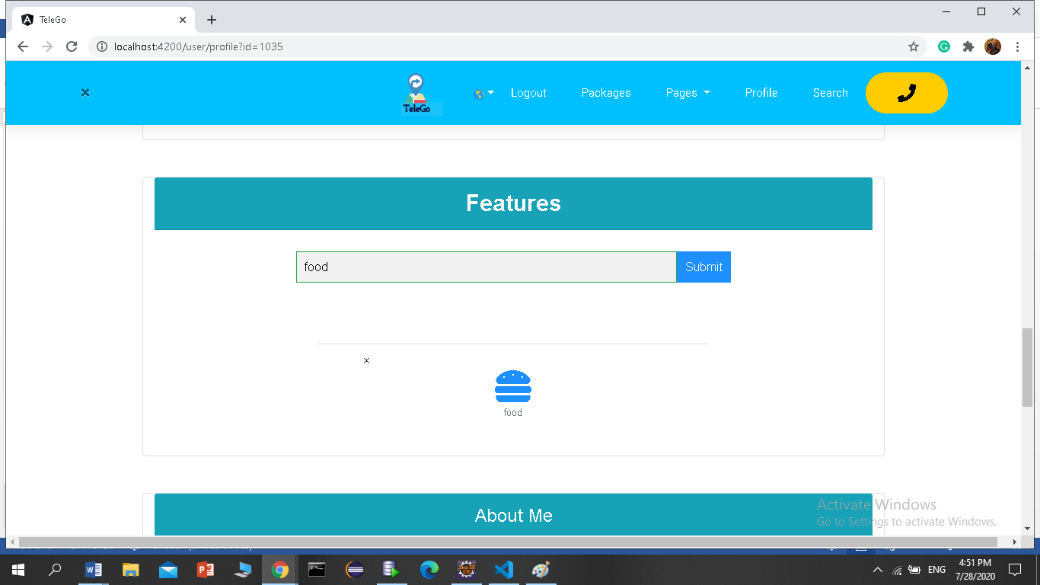 TeleGo
localhost:4200/user/profile?id=1035
TeleGo
Logout
Packages
Pages
Profile
Search
Features
food
Submit
food
About Me
Activate Windows
Go to Settings to activate Windows.
ENG
4:51 PM
7/28/2020